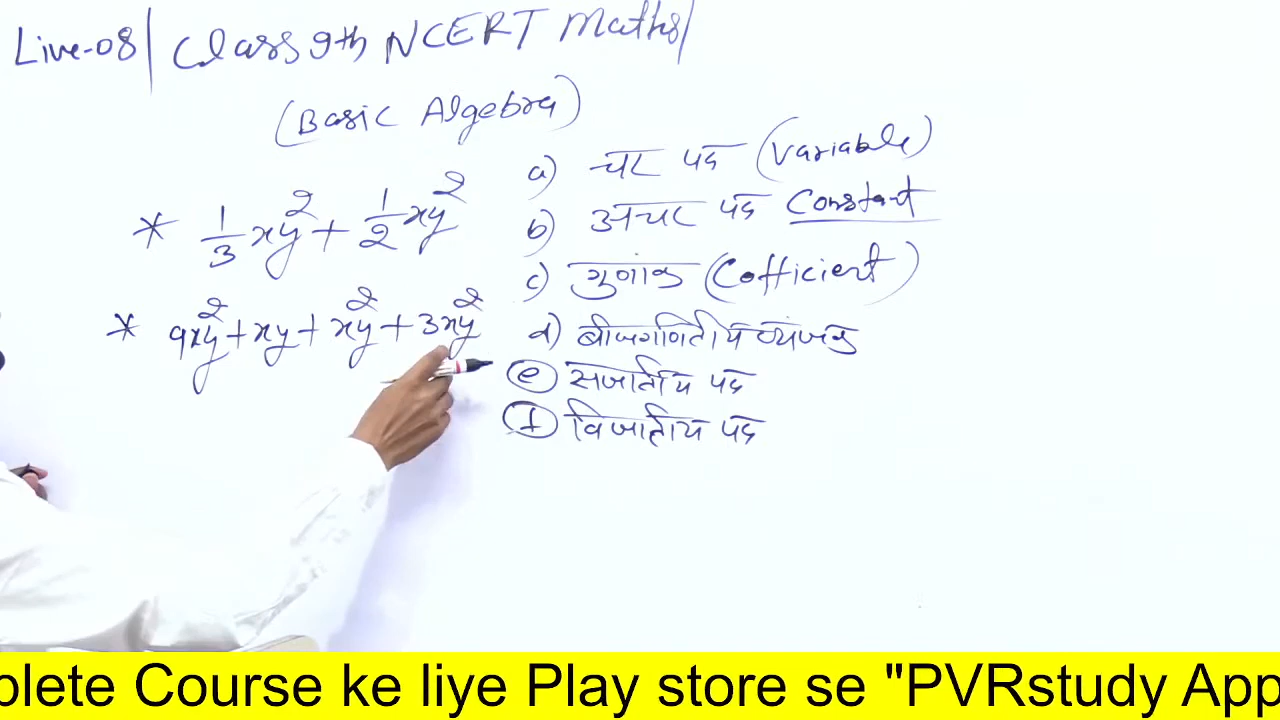 Live-08| Class 9th NCERT Maths|
(Basic Algebra)
* 1/3 xy² + 1/2 xy²
* 9xy² + xy + x²y + 3xy²
a) चर पद (Variable)
b) अचर पद Constant
c) गुणांक (Cofficient)
d) बीजगणितीय व्यंजक
e) सजातीय पद
f) विजातीय पद
plete Course ke liye Play store se "PVRstudy App